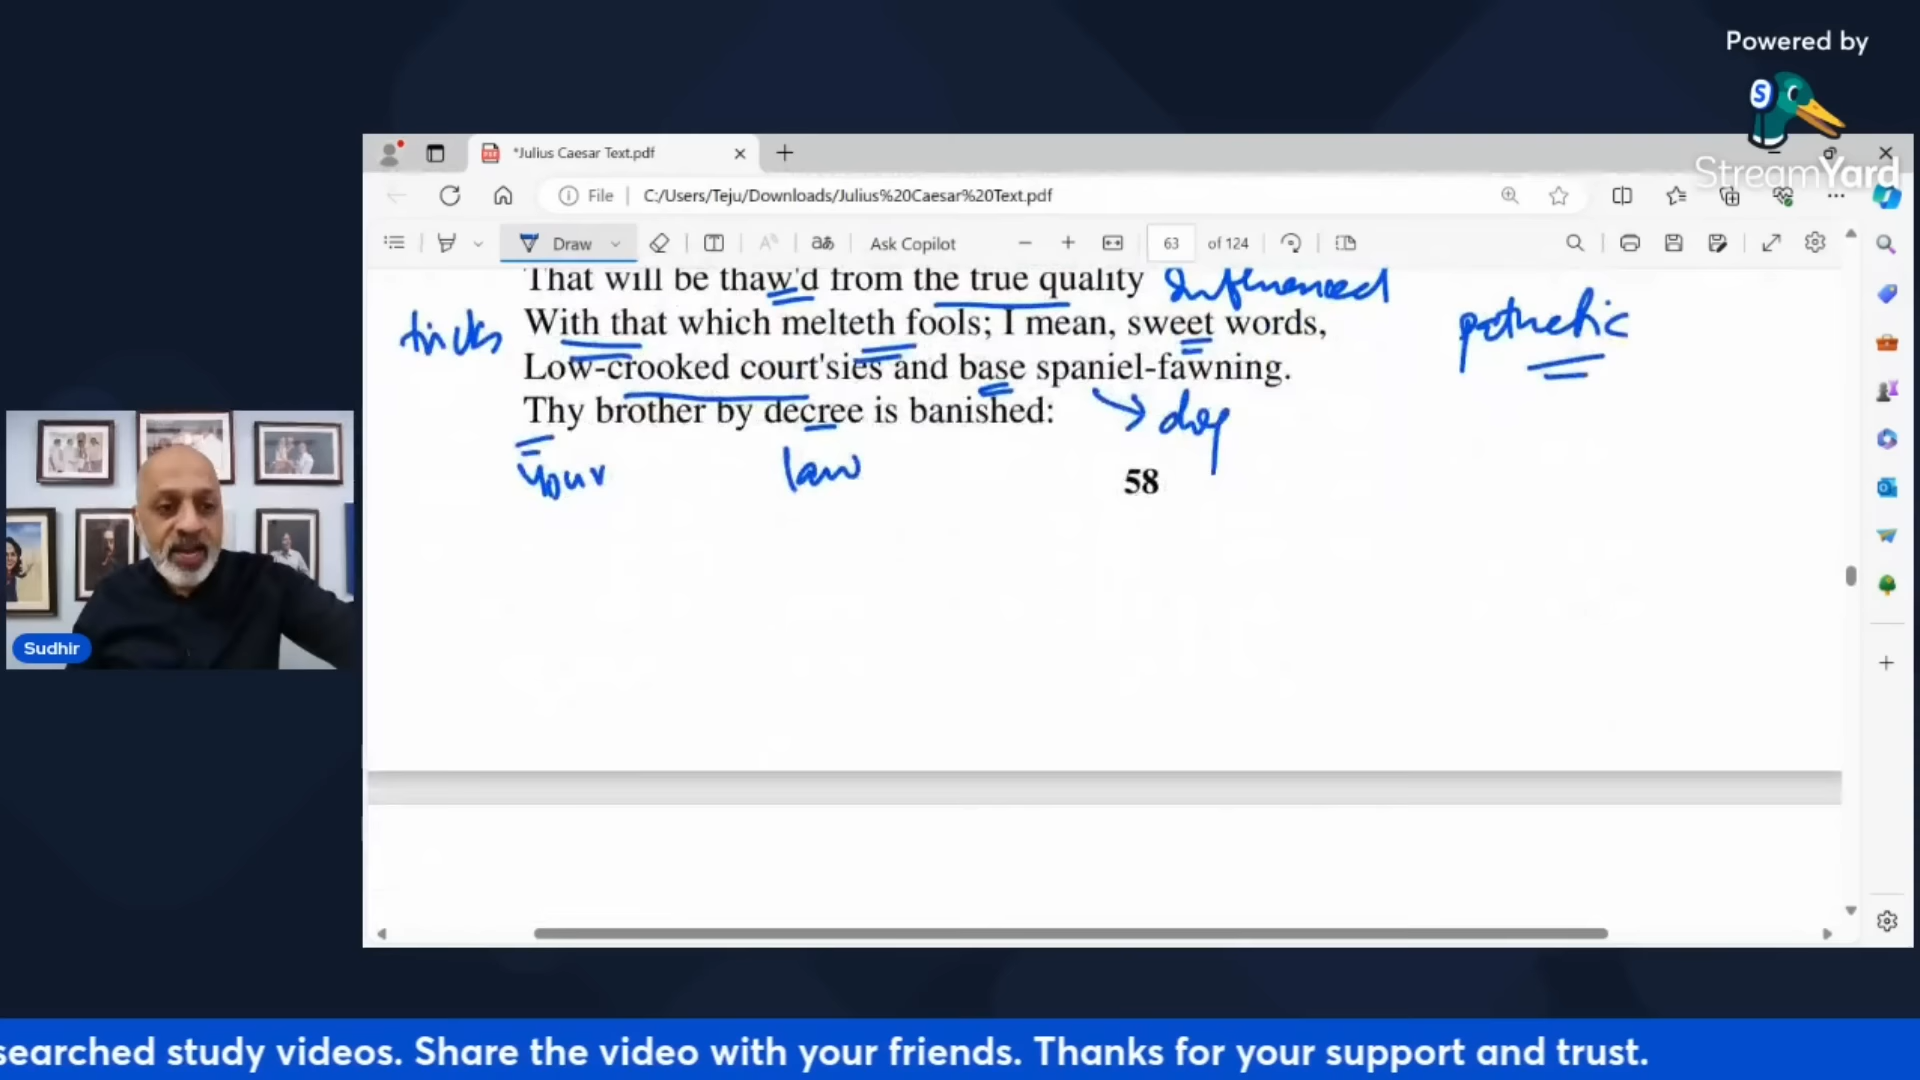 Powered by
S
StreamYard
*Julius Caesar Text.pdf
File
C:/Users/Teju/Downloads/Julius%20Caesar%20Text.pdf
Draw
aあ
Ask Copilot
63 of 124
That will be thaw'd from the true quality Influenced
tricks With that which melteth fools; I mean, sweet words, pathetic
Low-crooked court'sies and base spaniel-fawning.
Thy brother by decree is banished: dog
your law
58
Sudhir
searched study videos. Share the video with your friends. Thanks for your support and trust.